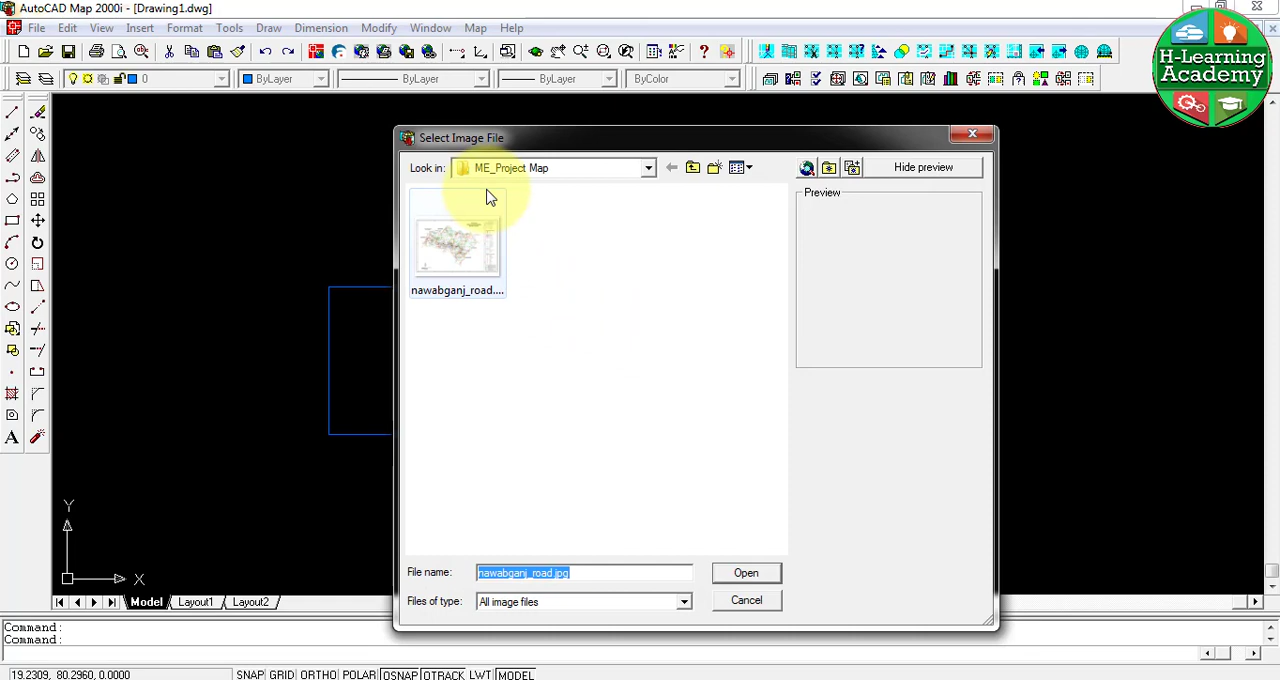 AutoCAD Map 2000i - [Drawing1.dwg]
File Edit View Insert Format Tools Draw Dimension Modify Window Map Help
0 ByLayer ByLayer ByLayer ByColor
H-Learning
Academy
Select Image File
Look in: ME_Project Map Hide preview
Preview
nawabganj_road....
File name: nawabganj_road.jpg Open
Files of type: All image files Cancel
Y
X
Model Layout1 Layout2
Command:
Command:
19.2309, 80.2960, 0.0000 SNAP GRID ORTHO POLAR OSNAP OTRACK LWT MODEL